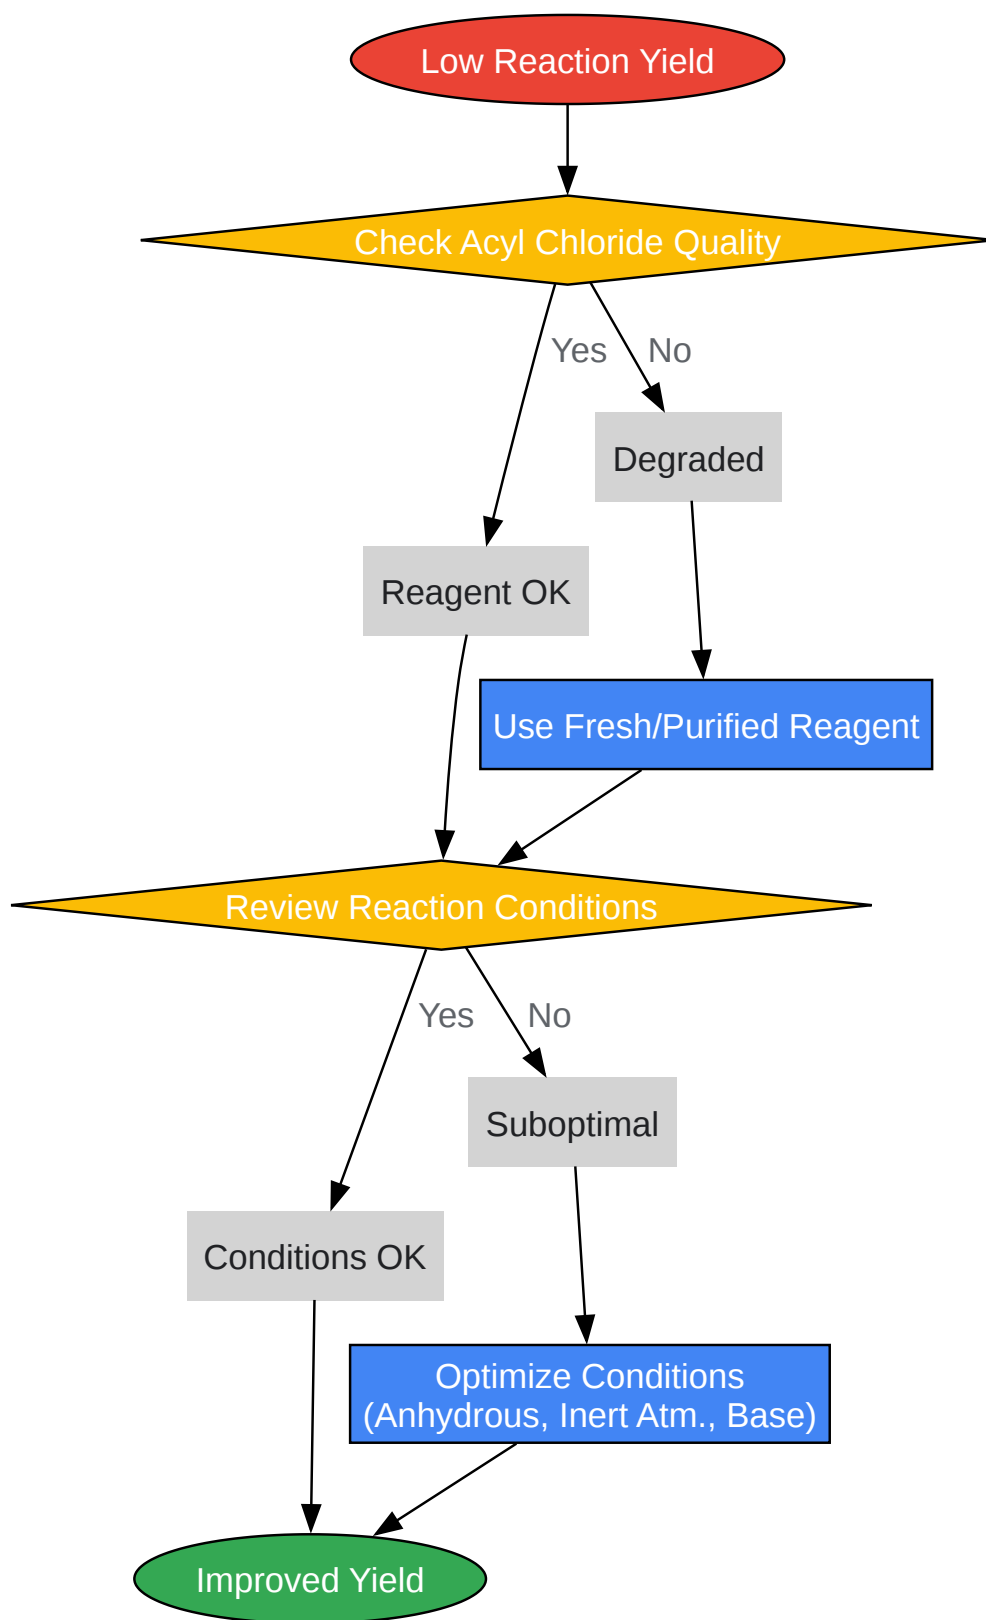 Low Reaction Yield
Check Acyl Chloride Quality
Yes
No
Degraded
Reagent OK
Use Fresh/Purified Reagent
Review Reaction Conditions
Yes
No
Suboptimal
Conditions OK
Optimize Conditions
(Anhydrous, Inert Atm., Base)
Improved Yield